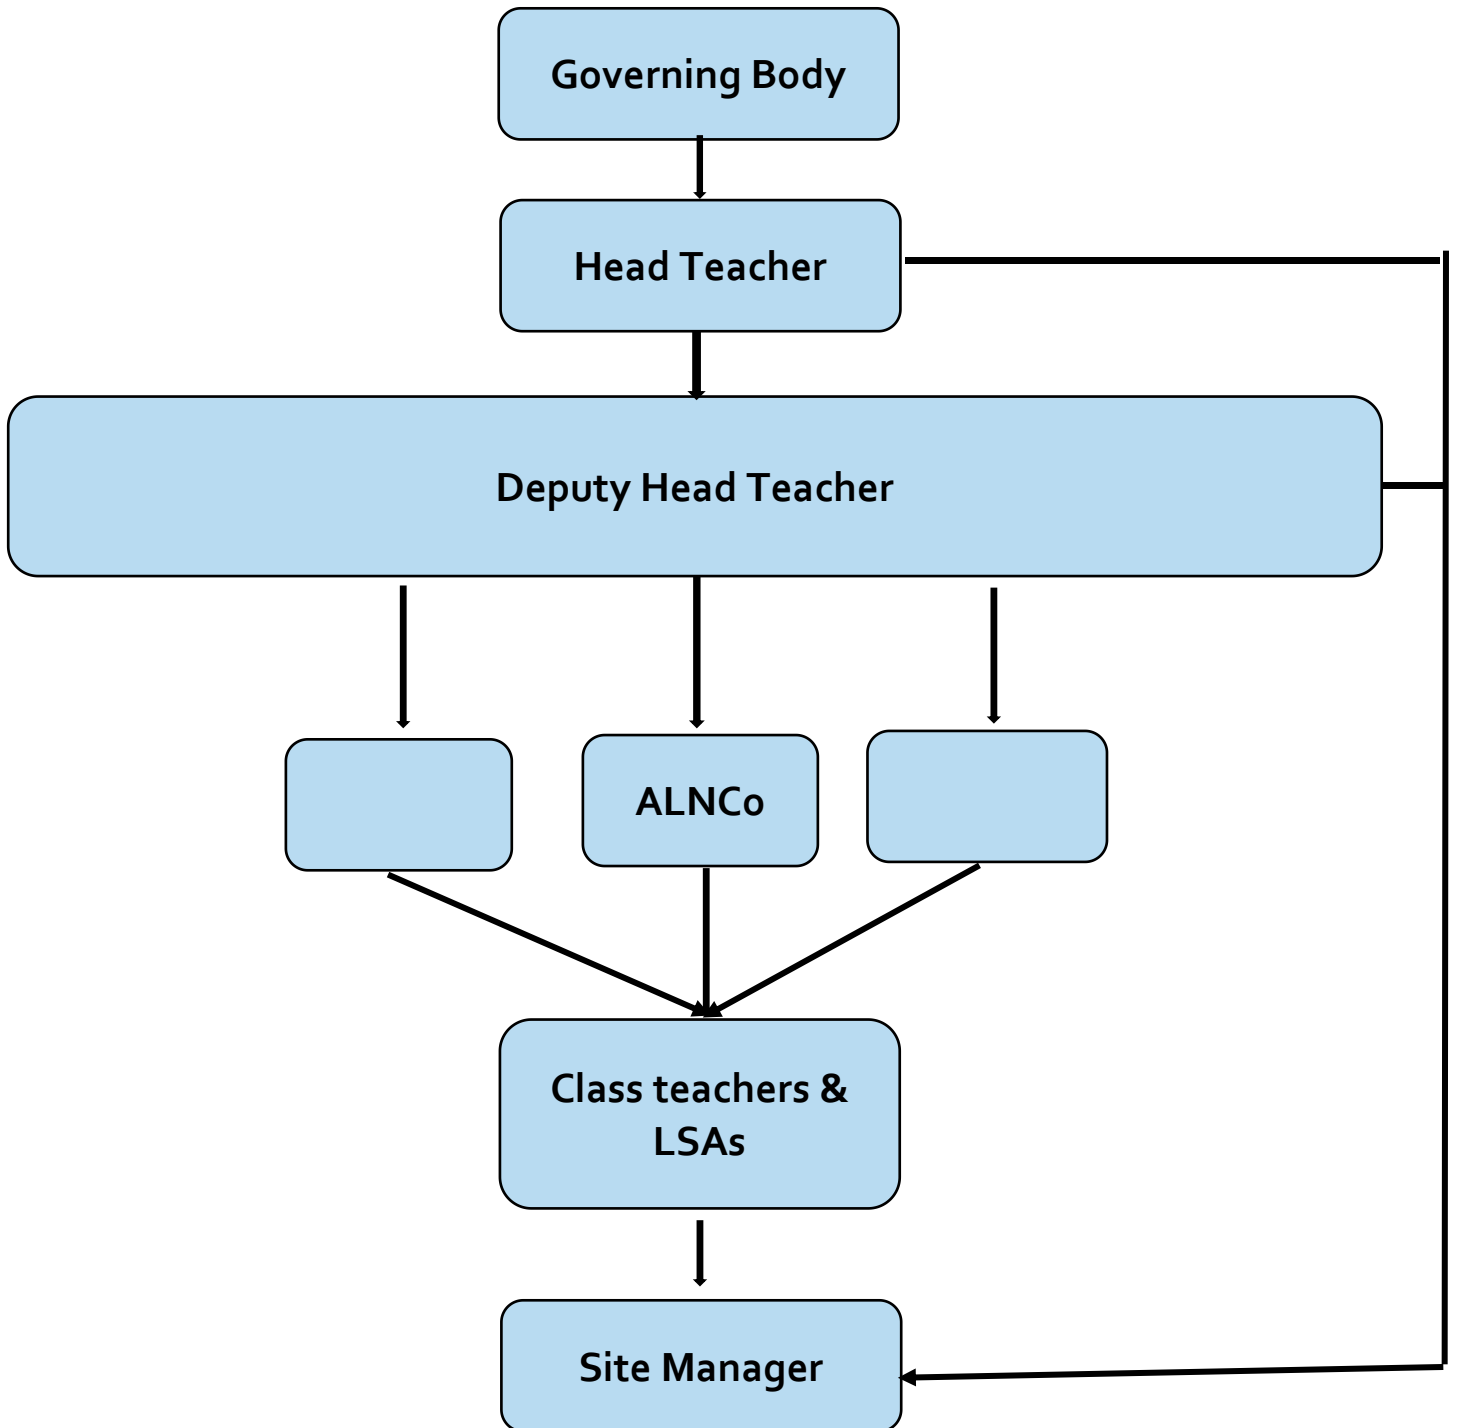 Governing Body
Head Teacher
Deputy Head Teacher
ALNCo
Class teachers &
LSAs
Site Manager